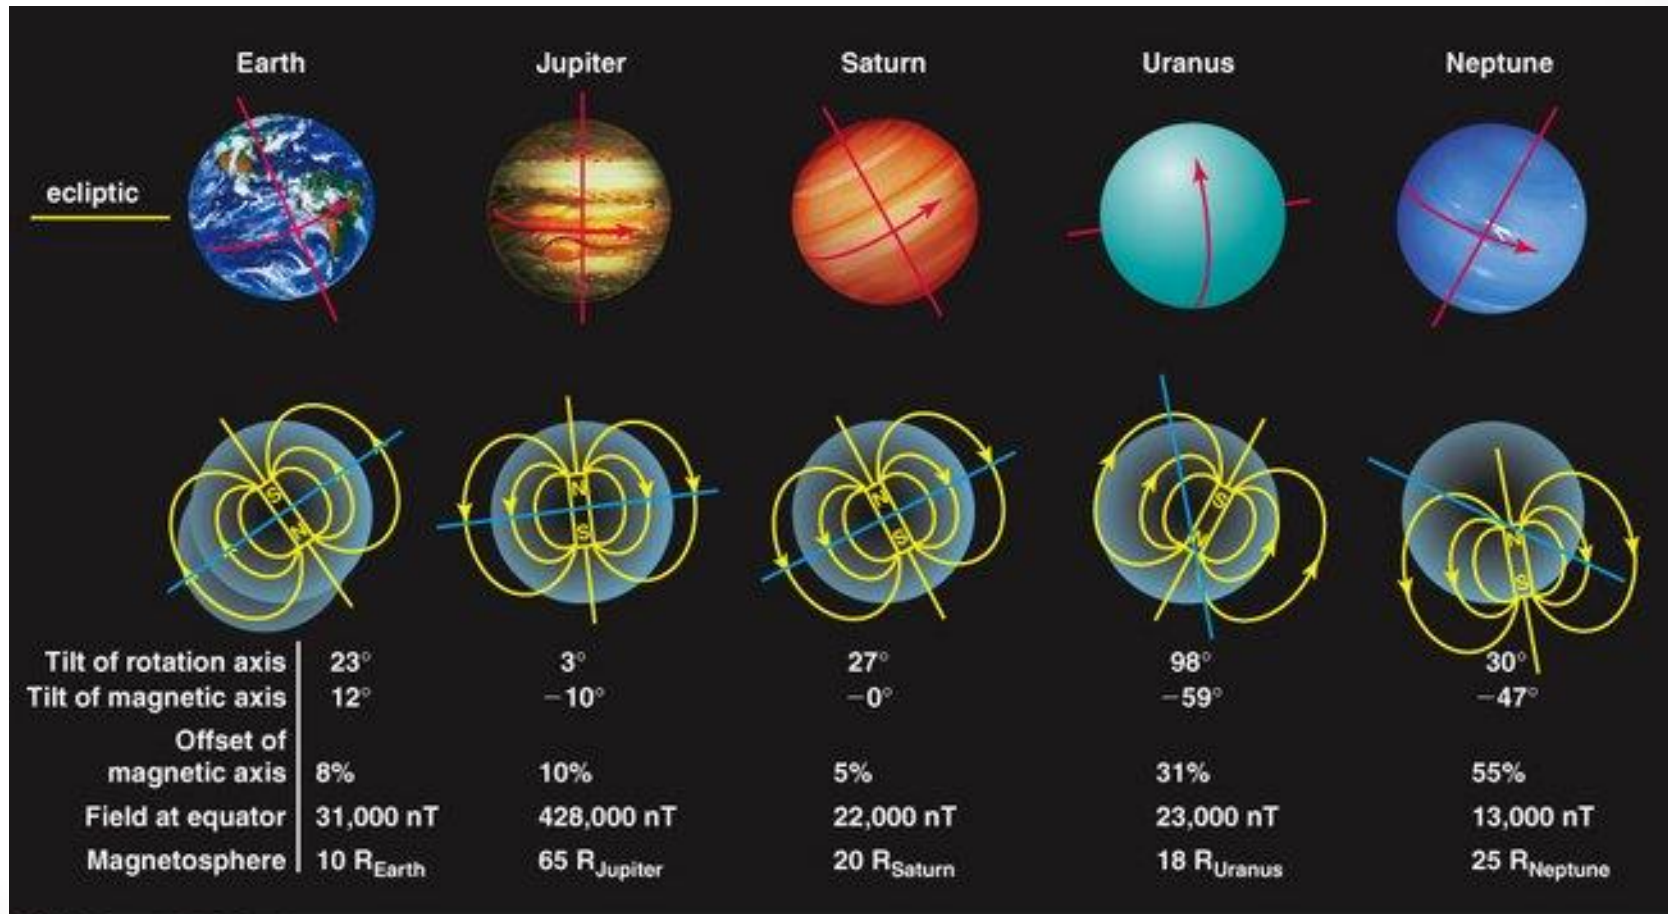 Earth Jupiter Saturn Uranus Neptune
ecliptic
S N S N
N S N S
N S
Tilt of rotation axis 23° 3° 27° 98° 30°
Tilt of magnetic axis 12° −10° −0° −59° −47°
Offset of
magnetic axis 8% 10% 5% 31% 55%
Field at equator 31,000 nT 428,000 nT 22,000 nT 23,000 nT 13,000 nT
Magnetosphere 10 REarth 65 RJupiter 20 RSaturn 18 RUranus 25 RNeptune